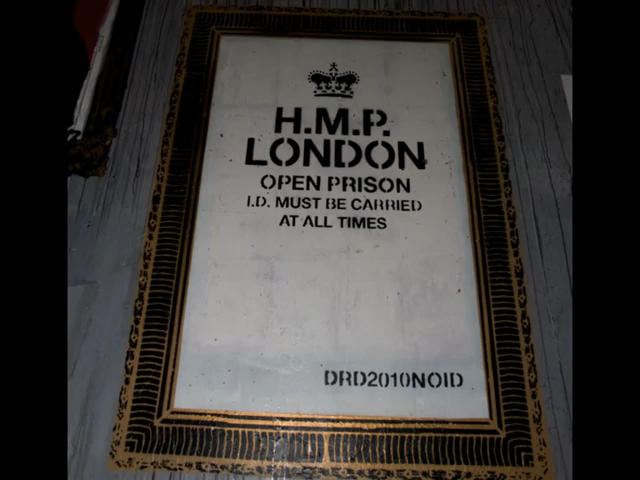 H.M.P.
LONDON
OPEN PRISON
I.D. MUST BE CARRIED
AT ALL TIMES
DRD2010NOID